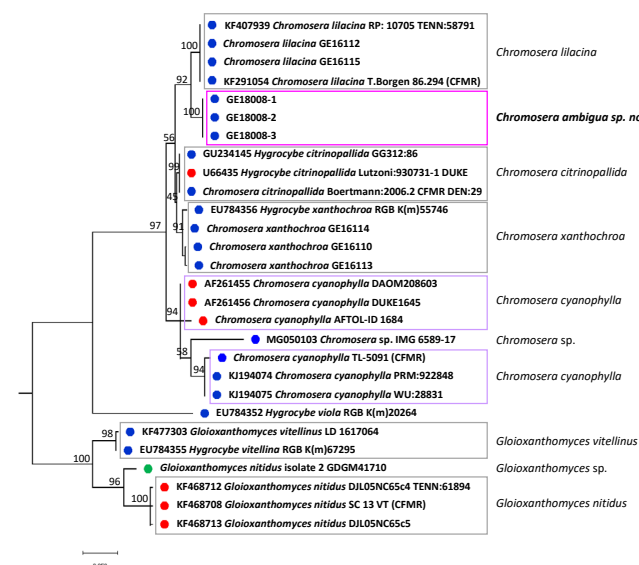 KF407939 Chromosera lilacina RP: 10705 TENN:58791
100
Chromosera lilacina GE16112
Chromosera lilacina
Chromosera lilacina GE16115
92
KF291054 Chromosera lilacina T.Borgen 86.294 (CFMR)
GE18008-1
100
GE18008-2
Chromosera ambigua sp. no
GE18008-3
56
GU234145 Hygrocybe citrinopallida GG312:86
99
U66435 Hygrocybe citrinopallida Lutzoni:930731-1 DUKE
Chromosera citrinopallida
45
Chromosera citrinopallida Boertmann:2006.2 CFMR DEN:29
EU784356 Hygrocybe xanthochroa RGB K(m)55746
97
91
Chromosera xanthochroa GE16114
Chromosera xanthochroa
Chromosera xanthochroa GE16110
Chromosera xanthochroa GE16113
AF261455 Chromosera cyanophylla DAOM208603
AF261456 Chromosera cyanophylla DUKE1645
Chromosera cyanophylla
94
Chromosera cyanophylla AFTOL-ID 1684
MG050103 Chromosera sp. IMG 6589-17
Chromosera sp.
58
Chromosera cyanophylla TL-5091 (CFMR)
94
KJ194074 Chromosera cyanophylla PRM:922848
Chromosera cyanophylla
KJ194075 Chromosera cyanophylla WU:28831
EU784352 Hygrocybe viola RGB K(m)20264
98
KF477303 Gloioxanthomyces vitellinus LD 1617064
Gloioxanthomyces vitellinus
EU784355 Hygrocybe vitellina RGB K(m)67295
100
Gloioxanthomyces nitidus isolate 2 GDGM41710
Gloioxanthomyces sp.
96
KF468712 Gloioxanthomyces nitidus DJL05NC65c4 TENN:61894
100
KF468708 Gloioxanthomyces nitidus SC 13 VT (CFMR)
Gloioxanthomyces nitidus
KF468713 Gloioxanthomyces nitidus DJL05NC65c5